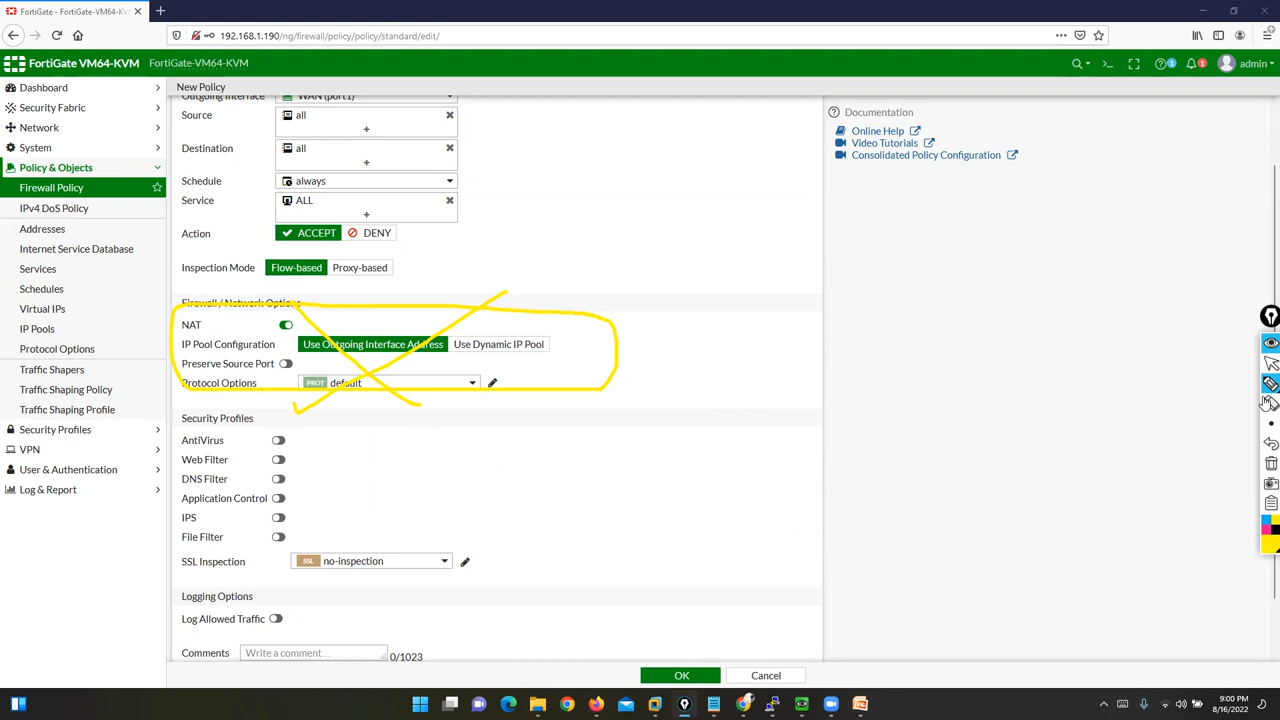 FortiGate - FortiGate-VM64-KVM
192.168.1.190/ng/firewall/policy/policy/standard/edit/
FortiGate VM64-KVM
FortiGate-VM64-KVM
1
1
admin
Dashboard
Security Fabric
Network
System
Policy & Objects
Firewall Policy
IPv4 DoS Policy
Addresses
Internet Service Database
Services
Schedules
Virtual IPs
IP Pools
Protocol Options
Traffic Shapers
Traffic Shaping Policy
Traffic Shaping Profile
Security Profiles
VPN
User & Authentication
Log & Report
New Policy
Outgoing Interface WAN (port1)
Source all
+
Destination all
+
Schedule always
Service ALL
+
Action ACCEPT DENY
Inspection Mode Flow-based Proxy-based
Firewall / Network Options
NAT
IP Pool Configuration Use Outgoing Interface Address Use Dynamic IP Pool
Preserve Source Port
Protocol Options PROT default
Security Profiles
AntiVirus
Web Filter
DNS Filter
Application Control
IPS
File Filter
SSL Inspection SSL no-inspection
Logging Options
Log Allowed Traffic
Comments Write a comment... 0/1023
OK Cancel
Documentation
Online Help
Video Tutorials
Consolidated Policy Configuration
9:00 PM
8/16/2022